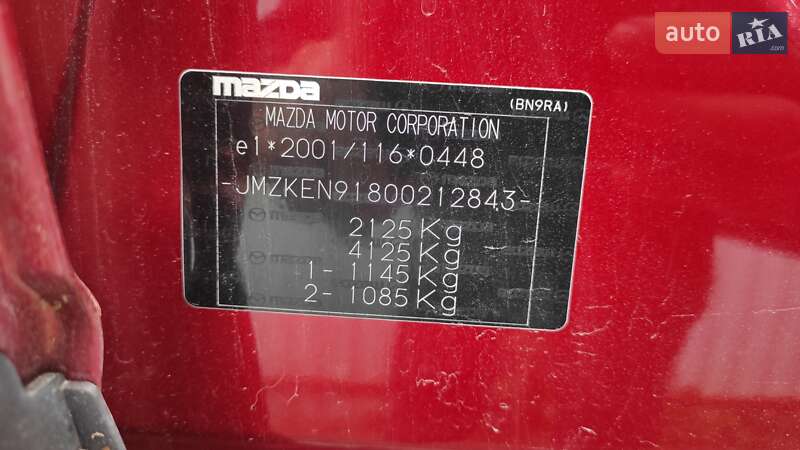 auto RIA .com
mazda
(BN9RA)
MAZDA MOTOR CORPORATION
e1*2001/116*0448
-JMZKEN91800212843-
2125 Kg
4125 Kg
1- 1145 Kg
2- 1085 Kg